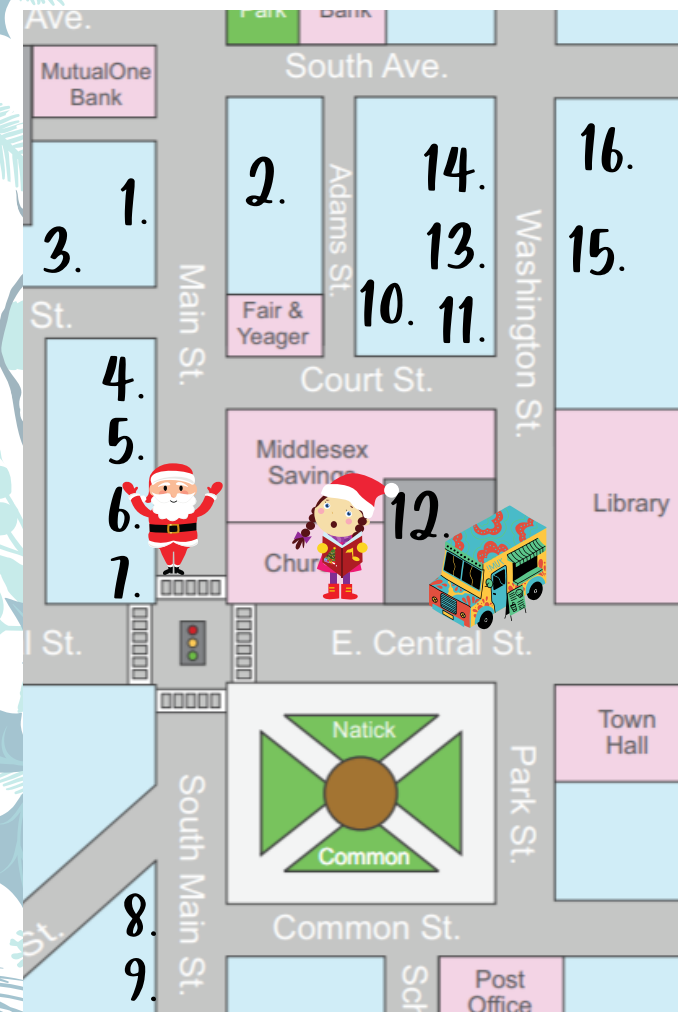 Ave.
Park
Bank
MutualOne
Bank
South Ave.
1.
2.
3.
Adams St.
14.
13.
10.
11.
16.
15.
Washington St.
Main St.
St.
Fair &
Yeager
Court St.
4.
5.
6.
7.
Middlesex
Savings
12.
Library
Chur
l St.
E. Central St.
Natick
Common
Town
Hall
Park St.
South Main St.
St.
8.
9.
Common St.
Sch
Post
Office